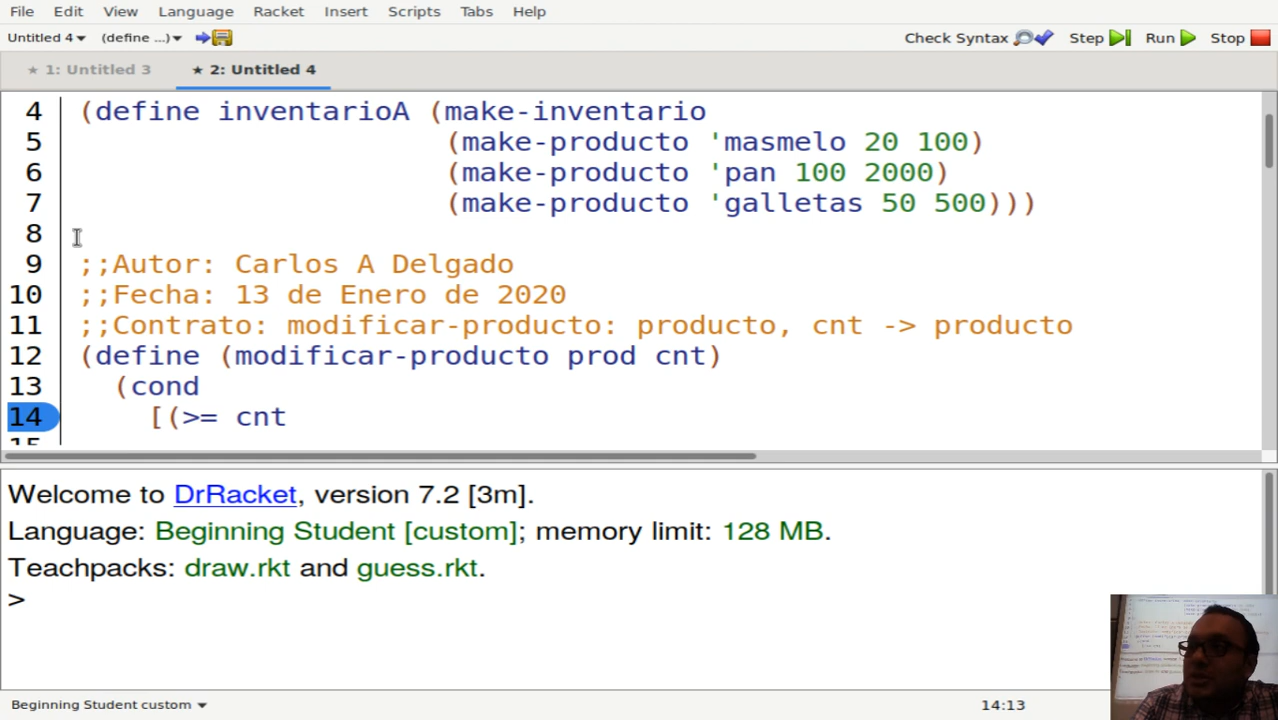 File Edit View Language Racket Insert Scripts Tabs Help
Untitled 4 (define ...) Check Syntax Step Run Stop
★ 1: Untitled 3 ★ 2: Untitled 4
4 (define inventarioA (make-inventario
5 (make-producto 'masmelo 20 100)
6 (make-producto 'pan 100 2000)
7 (make-producto 'galletas 50 500)))
8
9 ;;Autor: Carlos A Delgado
10 ;;Fecha: 13 de Enero de 2020
11 ;;Contrato: modificar-producto: producto, cnt -> producto
12 (define (modificar-producto prod cnt)
13 (cond
14 [(>= cnt
15
Welcome to DrRacket, version 7.2 [3m].
Language: Beginning Student [custom]; memory limit: 128 MB.
Teachpacks: draw.rkt and guess.rkt.
>
Beginning Student custom 14:13